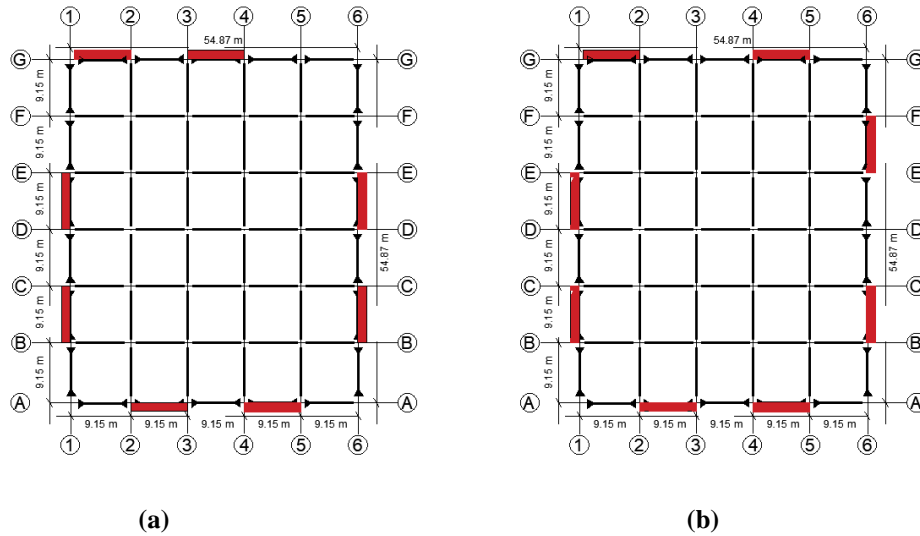 1 2 3 4 5 6 1 2 3 4 5 6
54.87 m 54.87 m
G G G G
9.15 m 9.15 m
F F F F
9.15 m 9.15 m
E E E E
9.15 m 9.15 m
D D D D
9.15 m 54.87 m 9.15 m 54.87 m
C C C C
9.15 m 9.15 m
B B B B
9.15 m 9.15 m
A A A A
9.15 m 9.15 m 9.15 m 9.15 m 9.15 m 9.15 m 9.15 m 9.15 m 9.15 m 9.15 m
1 2 3 4 5 6 1 2 3 4 5 6
(a) (b)